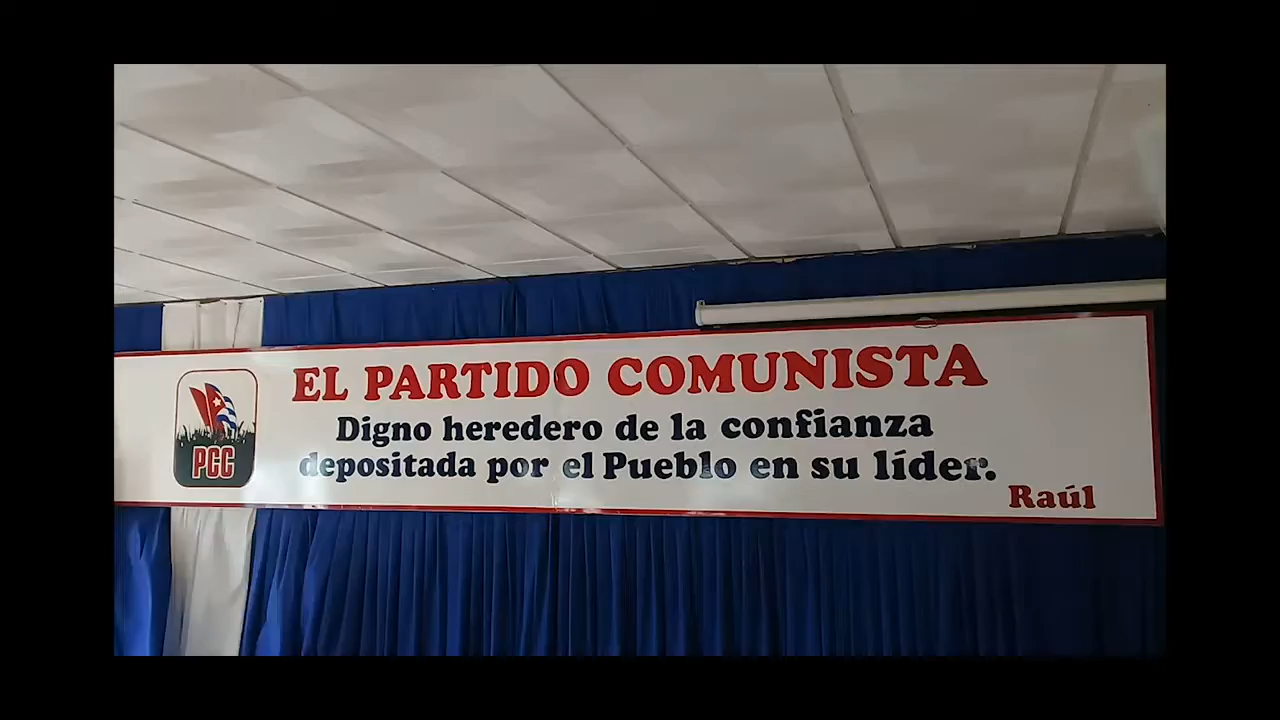 EL PARTIDO COMUNISTA
Digno heredero de la confianza
depositada por el Pueblo en su líder.
Raúl
PCC